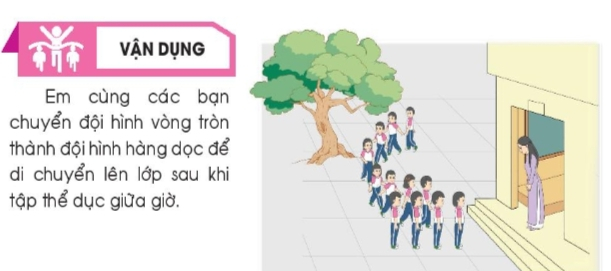 VẬN DỤNG
Em cùng các bạn
chuyển đội hình vòng tròn
thành đội hình hàng dọc để
di chuyển lên lớp sau khi
tập thể dục giữa giờ.